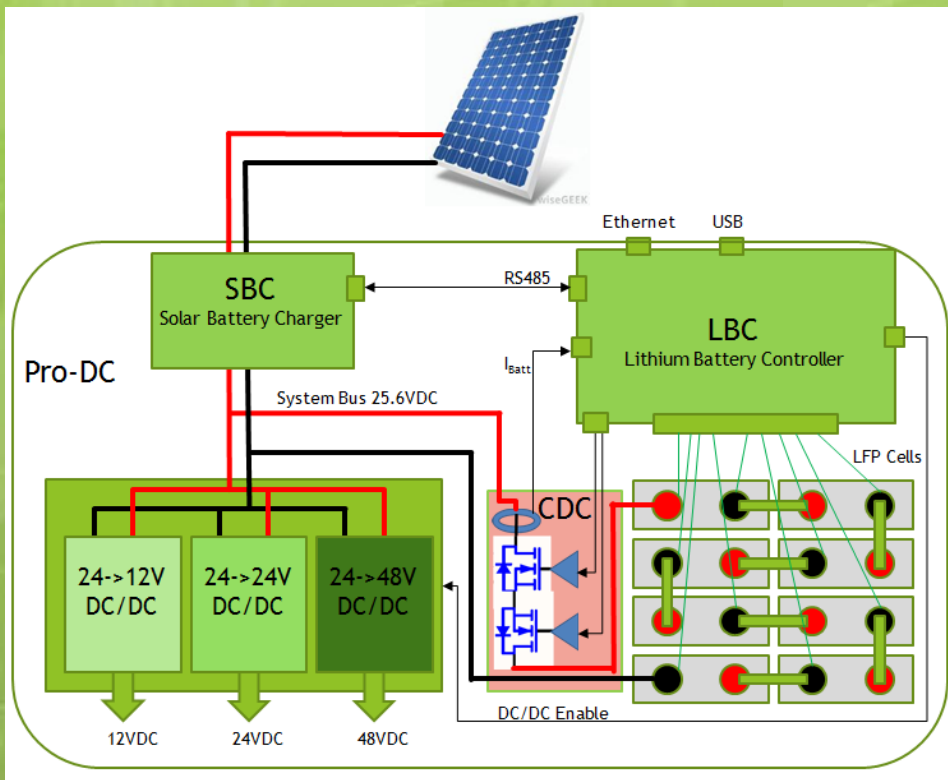 wiseGEEK
Ethernet
USB
SBC
Solar Battery Charger
RS485
LBC
Lithium Battery Controller
I_Batt
Pro-DC
System Bus 25.6VDC
LFP Cells
CDC
24->12V
DC/DC
24->24V
DC/DC
24->48V
DC/DC
DC/DC Enable
12VDC
24VDC
48VDC